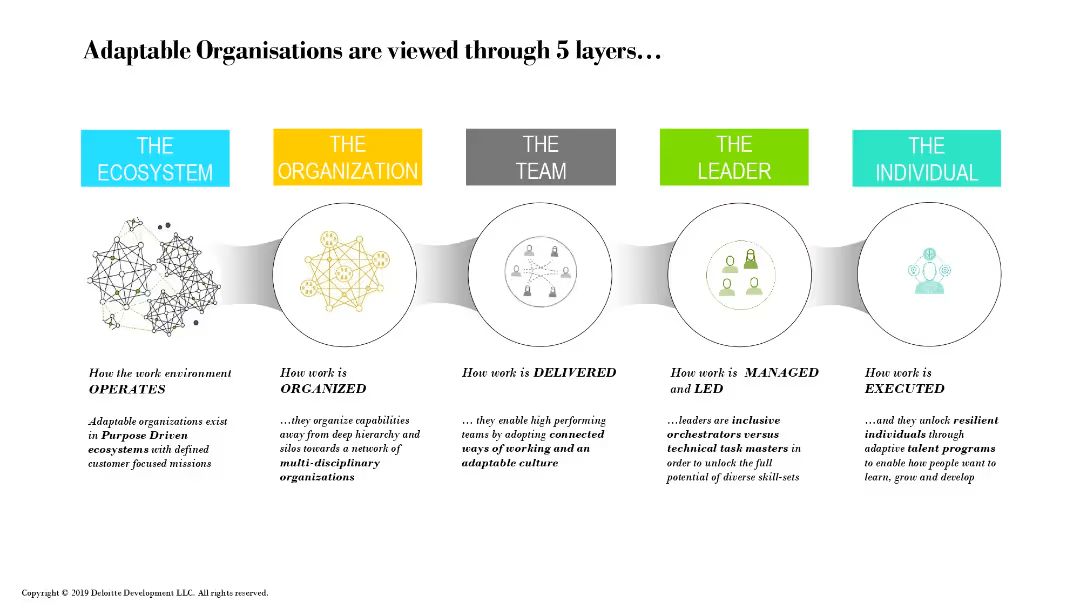 Adaptable Organisations are viewed through 5 layers…
THE
ECOSYSTEM
THE
ORGANIZATION
THE
TEAM
THE
LEADER
THE
INDIVIDUAL
How the work environment
OPERATES
Adaptable organizations exist
in Purpose Driven
ecosystems with defined
customer focused missions
How work is
ORGANIZED
…they organize capabilities
away from deep hierarchy and
silos towards a network of
multi-disciplinary
organizations
How work is DELIVERED
… they enable high performing
teams by adopting connected
ways of working and an
adaptable culture
How work is MANAGED
and LED
…leaders are inclusive
orchestrators versus
technical task masters in
order to unlock the full
potential of diverse skill-sets
How work is
EXECUTED
…and they unlock resilient
individuals through
adaptive talent programs
to enable how people want to
learn, grow and develop
Copyright © 2019 Deloitte Development LLC. All rights reserved.